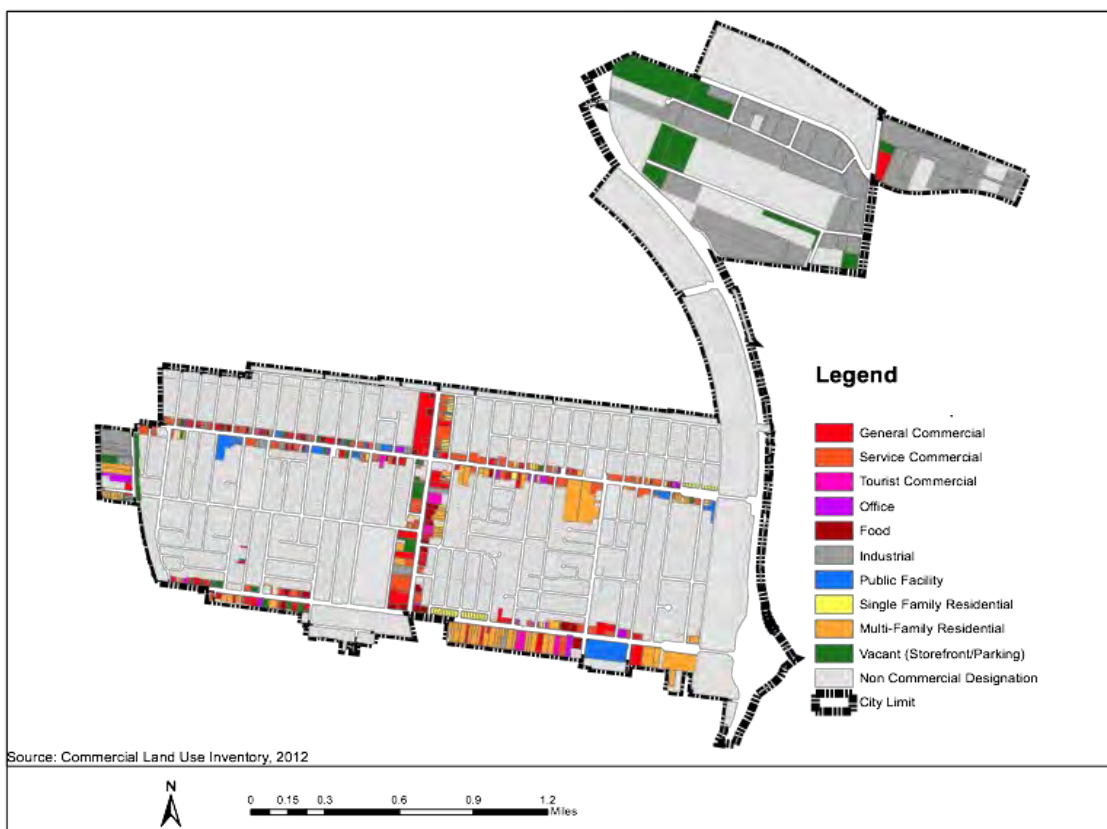 Legend
General Commercial
Service Commercial
Tourist Commercial
Office
Food
Industrial
Public Facility
Single Family Residential
Multi-Family Residential
Vacant (Storefront/Parking)
Non Commercial Designation
City Limit
Source: Commercial Land Use Inventory, 2012
N
0 0.15 0.3 0.6 0.9 1.2
Miles